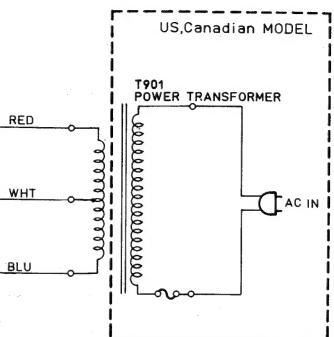 US,Canadian MODEL
T901
POWER TRANSFORMER
RED
WHT
AC IN
BLU